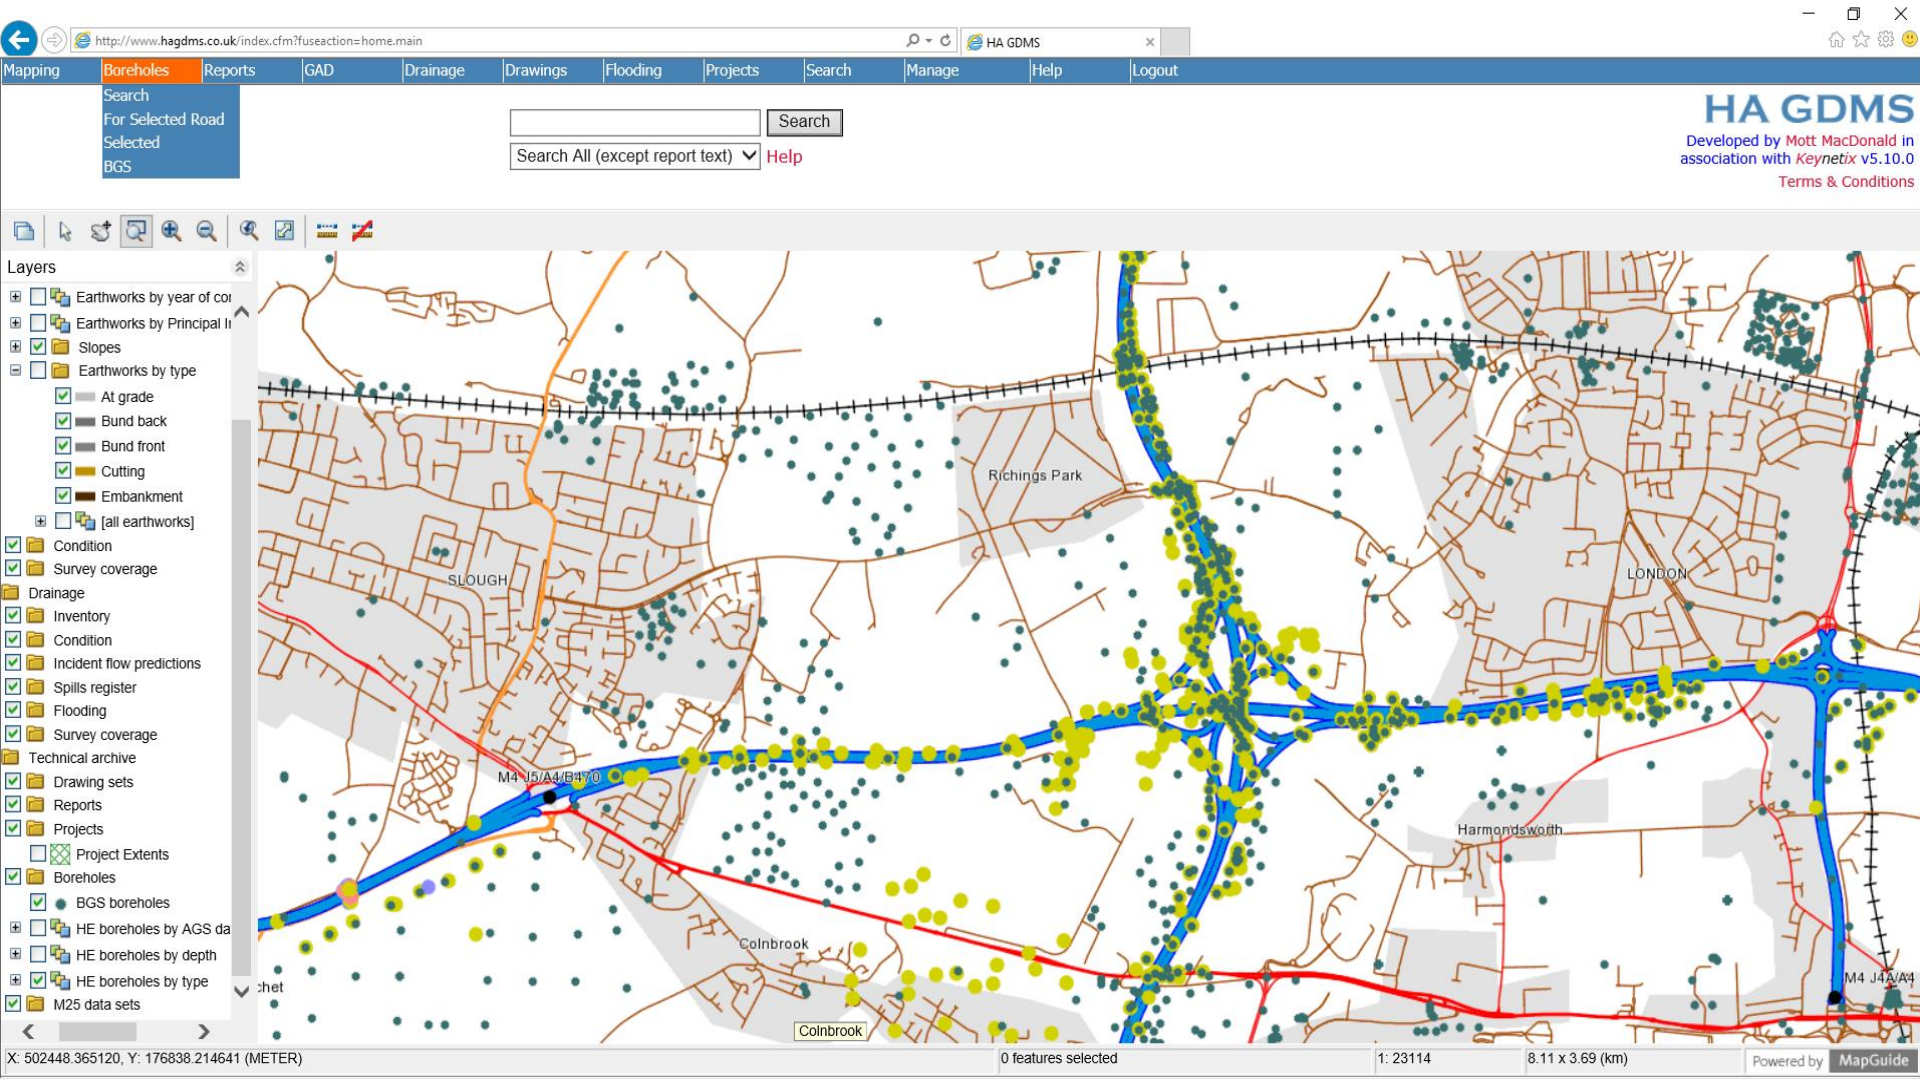 http://www.hagdms.co.uk/index.cfm?fuseaction=home.main
HA GDMS
Mapping
Boreholes
Reports
GAD
Drainage
Drawings
Flooding
Projects
Search
Manage
Help
Logout
Search
For Selected Road
Selected
BGS
Search
Search All (except report text)
Help
HA GDMS
Developed by Mott MacDonald in
association with Keynetix v5.10.0
Terms & Conditions
Layers
Earthworks by year of cor
Earthworks by Principal Ir
Slopes
Earthworks by type
At grade
Bund back
Bund front
Cutting
Embankment
[all earthworks]
Condition
Survey coverage
Drainage
Inventory
Condition
Incident flow predictions
Spills register
Flooding
Survey coverage
Technical archive
Drawing sets
Reports
Projects
Project Extents
Boreholes
BGS boreholes
HE boreholes by AGS da
HE boreholes by depth
HE boreholes by type
M25 data sets
Richings Park
SLOUGH
LONDON
M4 J5/A4/B470
Harmondsworth
Colnbrook
M4 J4A/A4
chet
Colnbrook
X: 502448.365120, Y: 176838.214641 (METER)
0 features selected
1: 23114
8.11 x 3.69 (km)
Powered by MapGuide